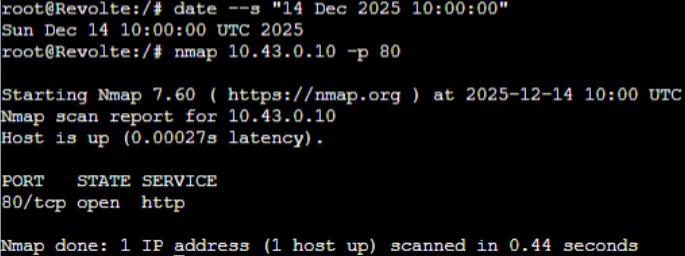 root@Revolte:/# date --s "14 Dec 2025 10:00:00"
Sun Dec 14 10:00:00 UTC 2025
root@Revolte:/# nmap 10.43.0.10 -p 80
Starting Nmap 7.60 ( https://nmap.org ) at 2025-12-14 10:00 UTC
Nmap scan report for 10.43.0.10
Host is up (0.00027s latency).
PORT   STATE SERVICE
80/tcp open  http
Nmap done: 1 IP address (1 host up) scanned in 0.44 seconds